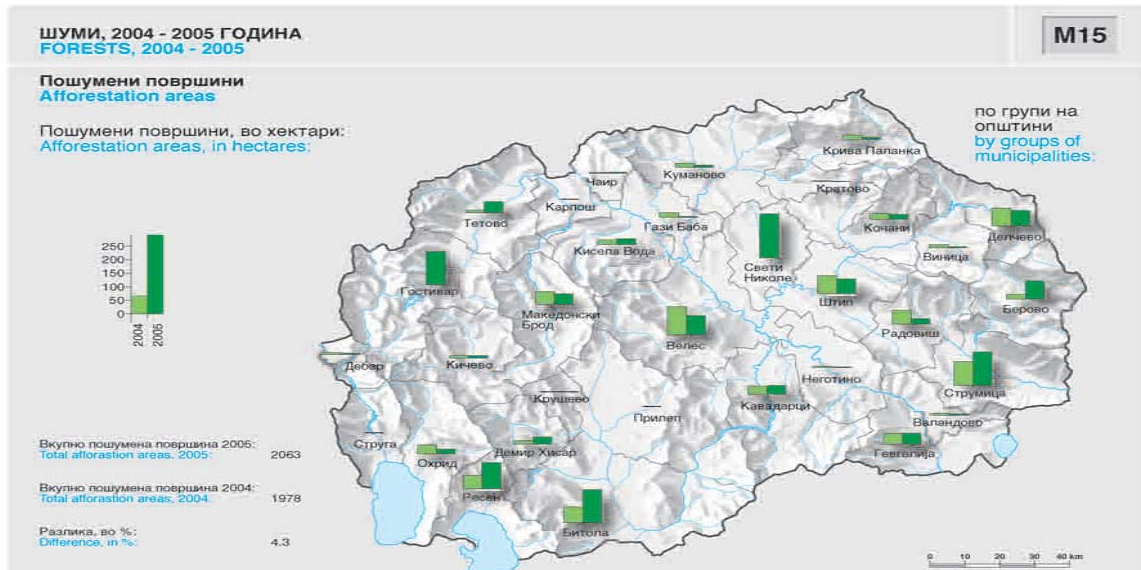 ШУМИ, 2004 - 2005 ГОДИНА
FORESTS, 2004 - 2005
M15
Пошумени површини
Afforestation areas
Пошумени површини, во хектари:
Afforestation areas, in hectares:
по групи на
општини
by groups of
municipalities:
Крива Паланка
Куманово
Чаир
Кратово
Карпош
Тетово
Гази Баба
Кочани
Делчево
Кисела Вода
Виница
Свети
Николе
Гостивар
Штип
Берово
Македонски
Брод
Радовиш
Велес
Дебар
Кичево
Неготино
Струмица
Крушево
Кавадарци
Прилеп
Валандово
Струга
Демир Хисар
Гевгелија
Охрид
Ресен
Битола
250
200
150
100
50
0
2004
2005
Вкупно пошумена површина 2005:
Total afforastion areas, 2005: 2063
Вкупно пошумена површина 2004:
Total afforastion areas, 2004 1978
Разлика, во %:
Difference, in %: 4.3
0 10 20 30 40 km